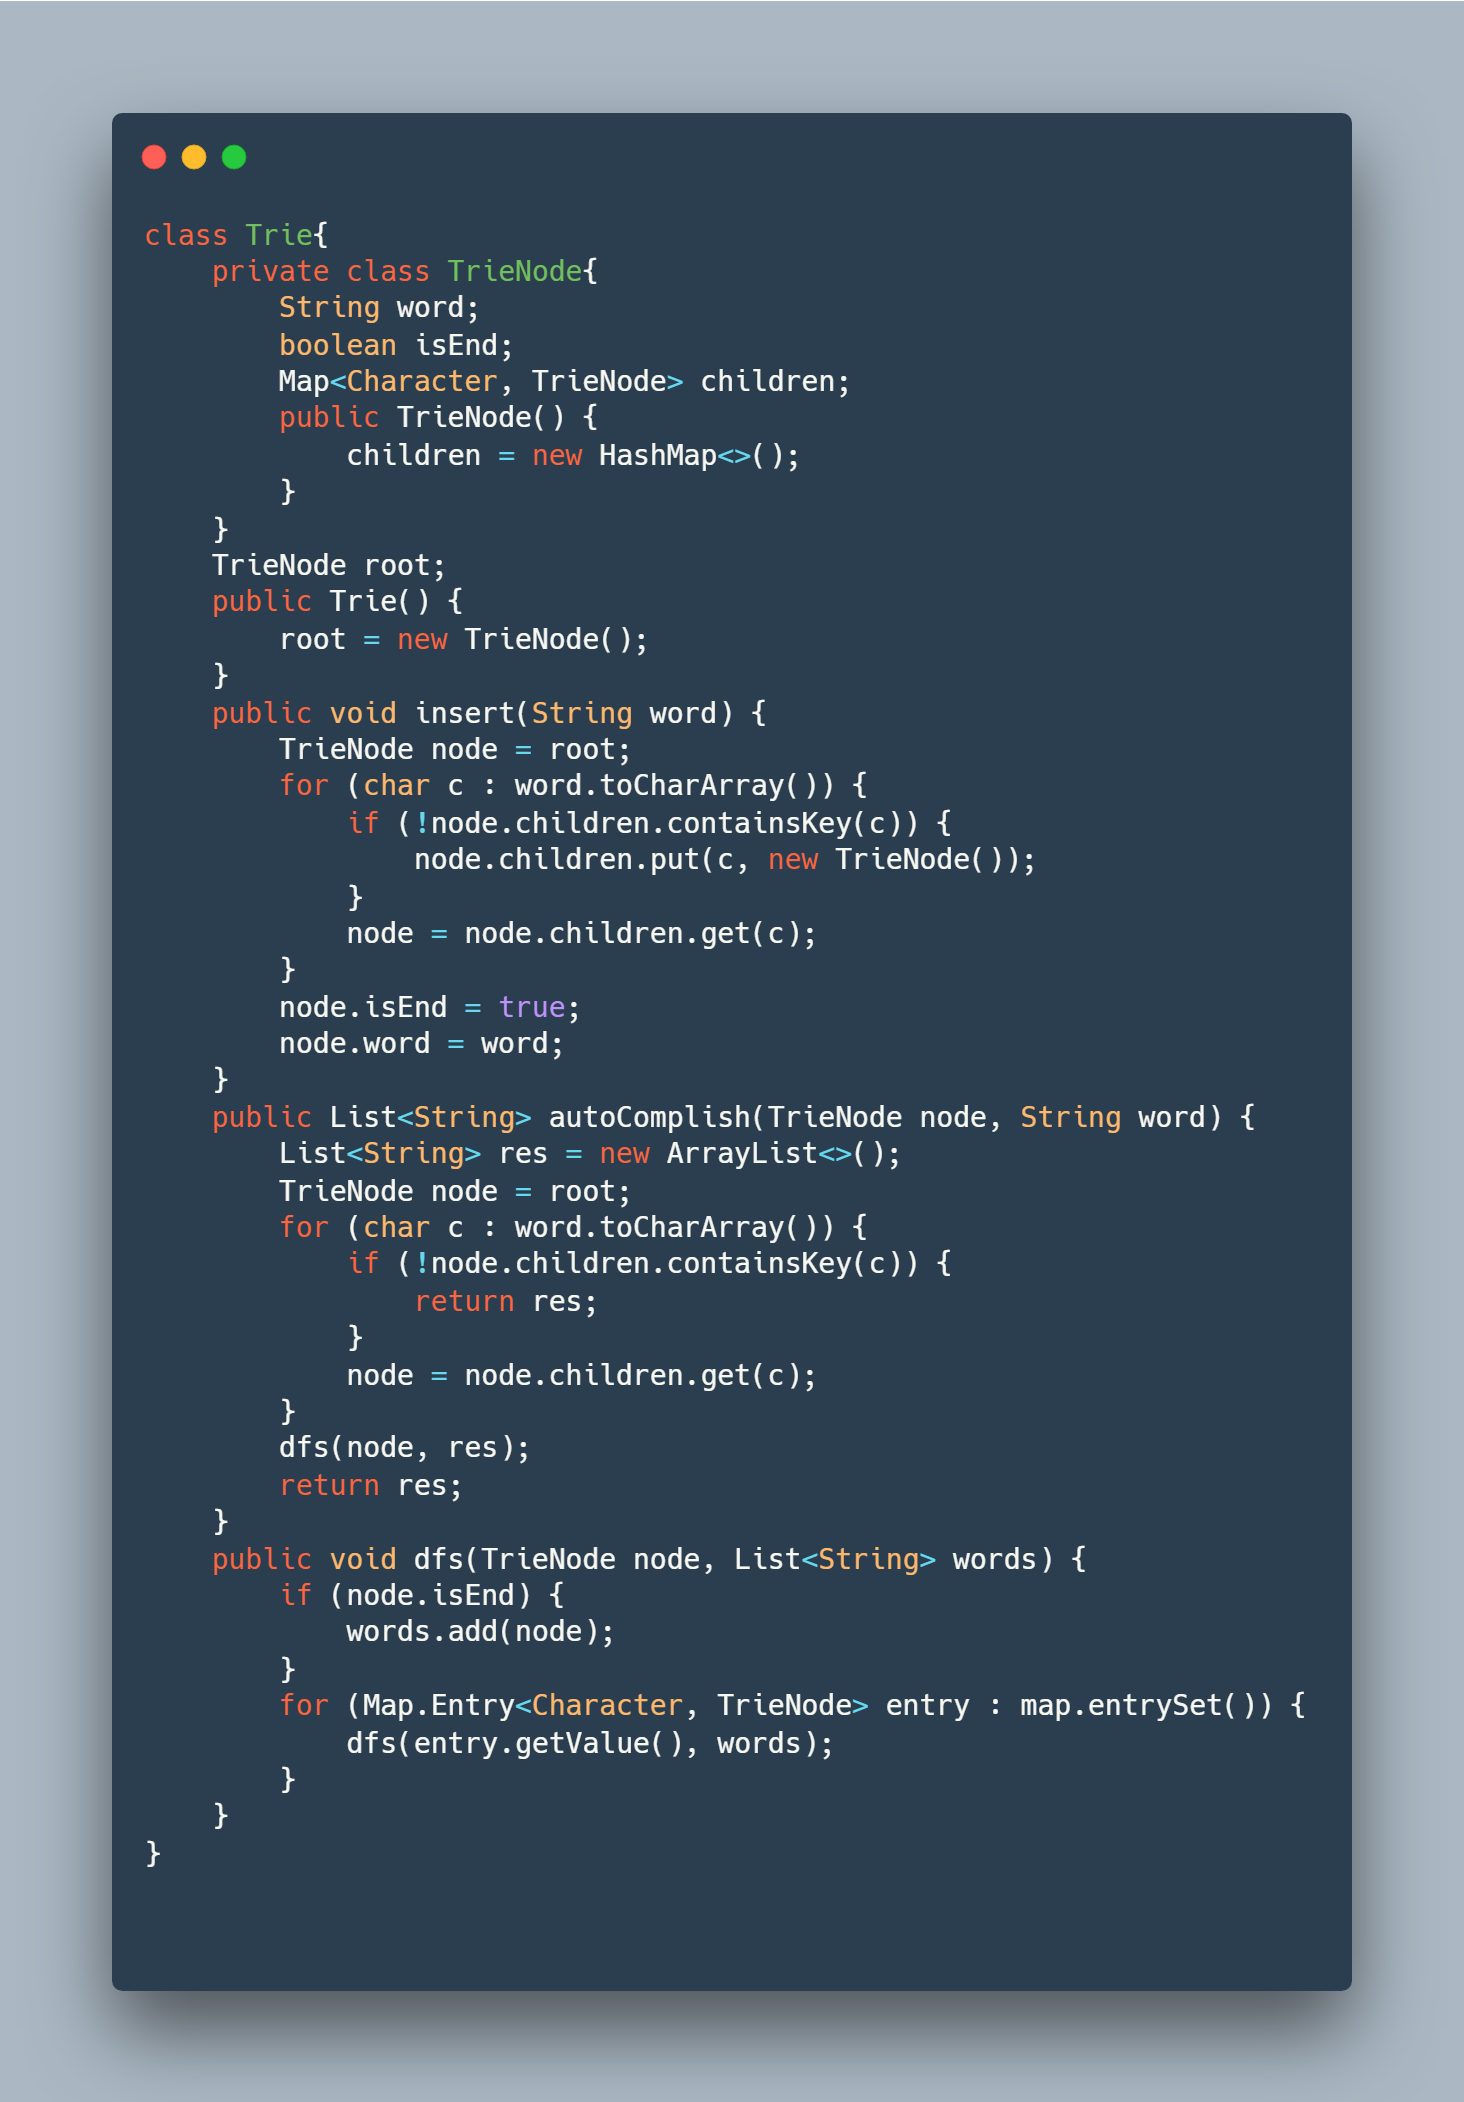 class Trie{
    private class TrieNode{
        String word;
        boolean isEnd;
        Map<Character, TrieNode> children;
        public TrieNode() {
            children = new HashMap<>();
        }
    }
    TrieNode root;
    public Trie() {
        root = new TrieNode();
    }
    public void insert(String word) {
        TrieNode node = root;
        for (char c : word.toCharArray()) {
            if (!node.children.containsKey(c)) {
                node.children.put(c, new TrieNode());
            }
            node = node.children.get(c);
        }
        node.isEnd = true;
        node.word = word;
    }
    public List<String> autoComplish(TrieNode node, String word) {
        List<String> res = new ArrayList<>();
        TrieNode node = root;
        for (char c : word.toCharArray()) {
            if (!node.children.containsKey(c)) {
                return res;
            }
            node = node.children.get(c);
        }
        dfs(node, res);
        return res;
    }
    public void dfs(TrieNode node, List<String> words) {
        if (node.isEnd) {
            words.add(node);
        }
        for (Map.Entry<Character, TrieNode> entry : map.entrySet()) {
            dfs(entry.getValue(), words);
        }
    }
}